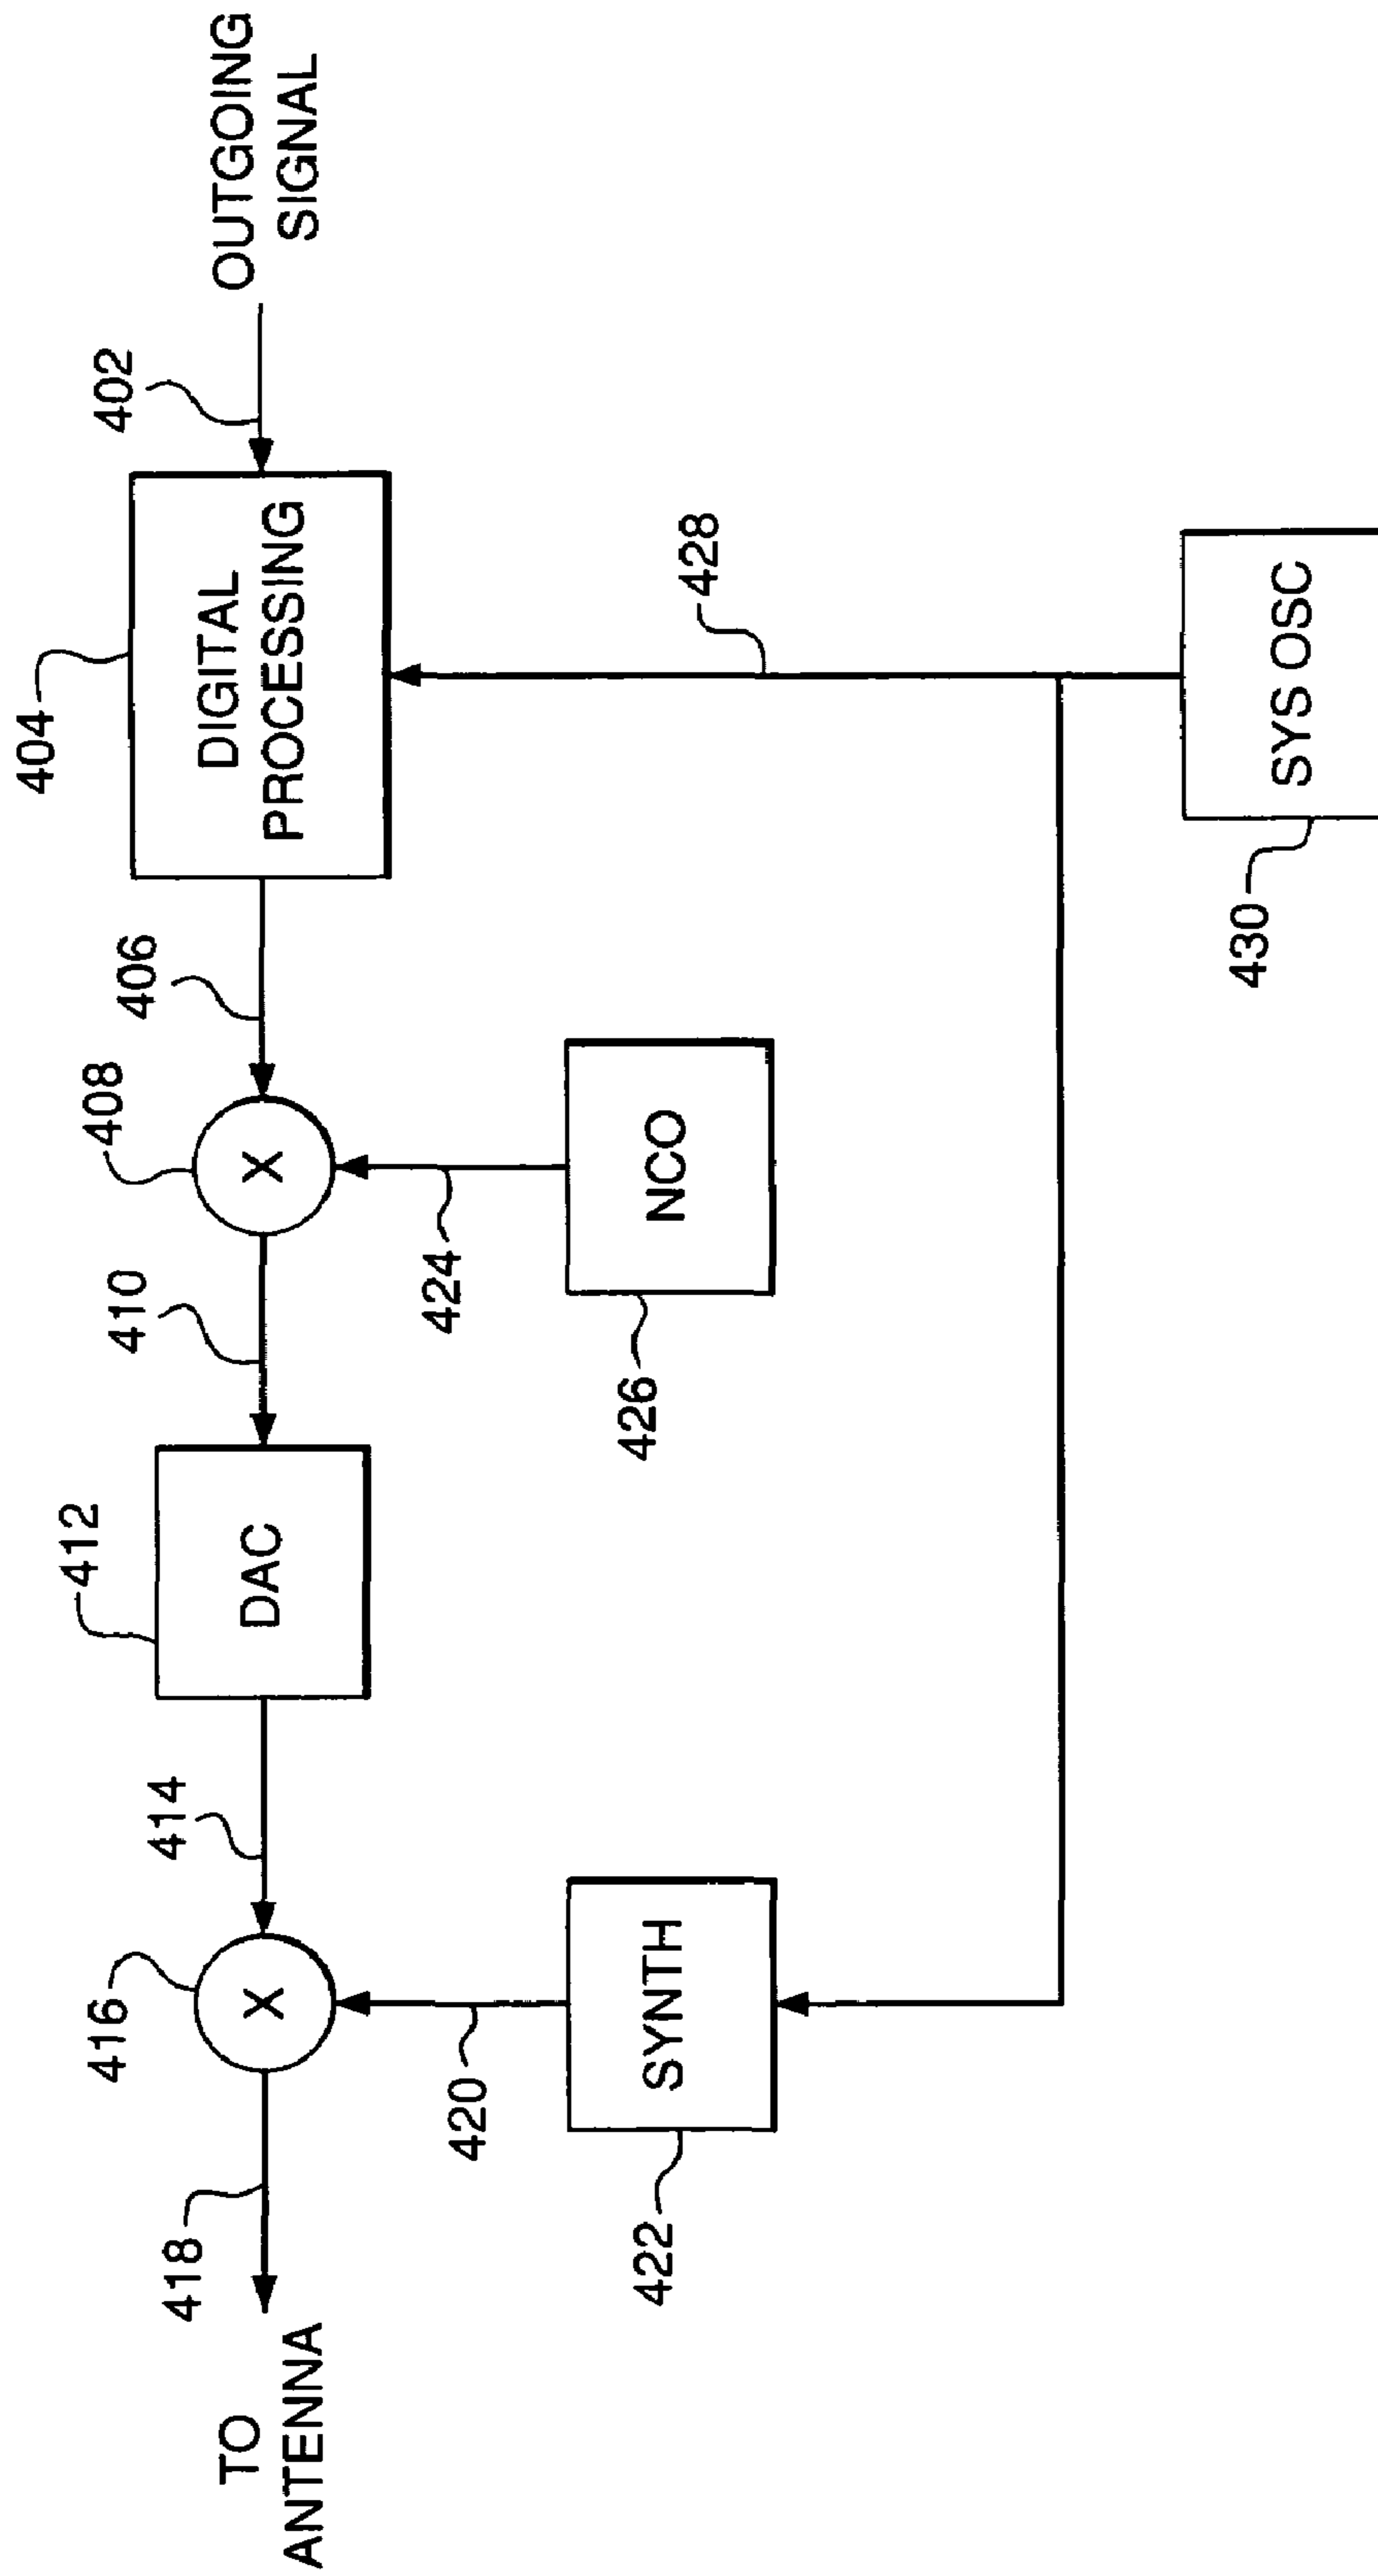 404
402
OUTGOING
SIGNAL
DIGITAL
PROCESSING
406
408
X
410
412
DAC
414
416
X
418
TO
ANTENNA
420
SYNTH
422
424
NCO
426
428
SYS OSC
430